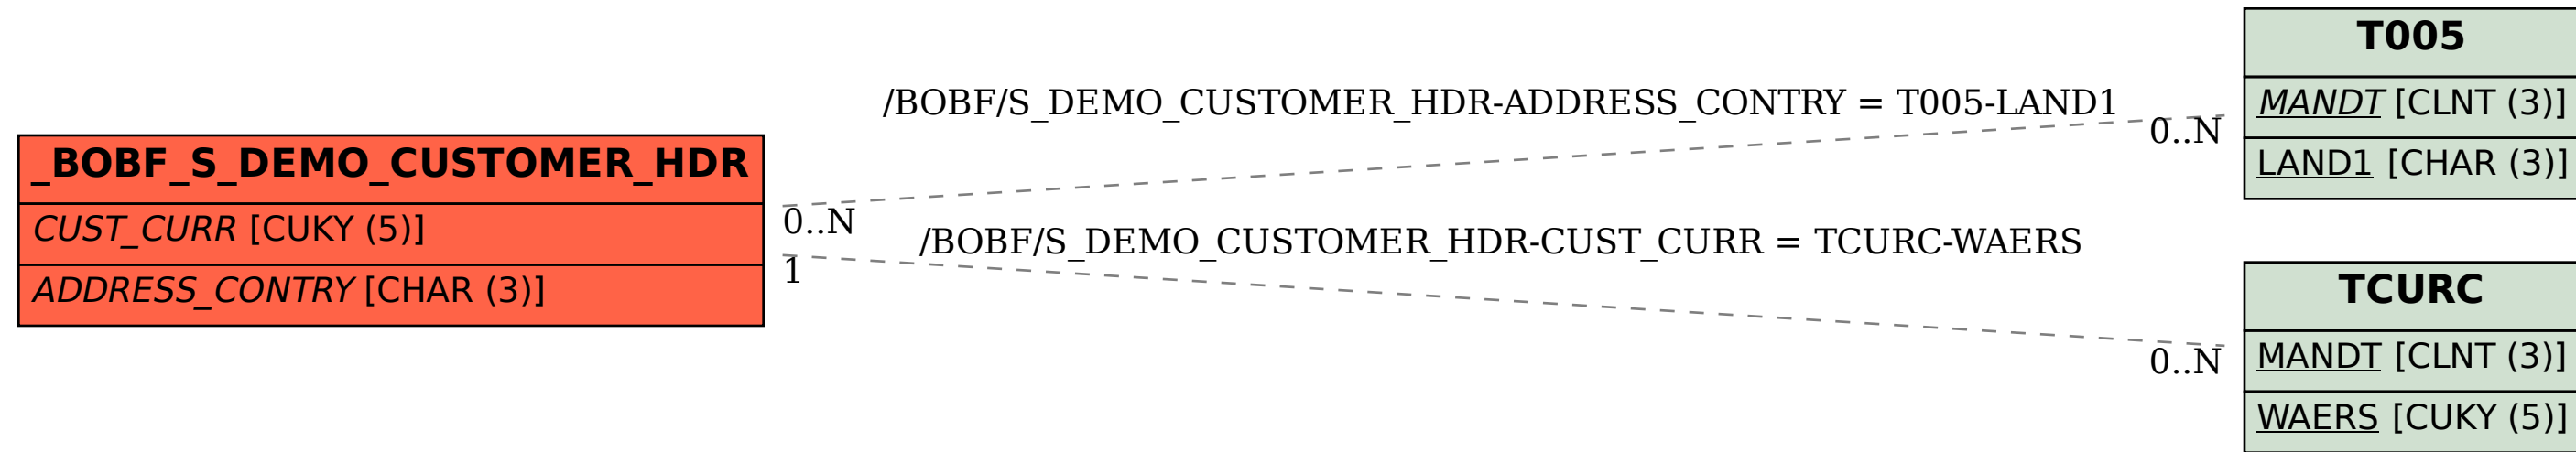 _BOBF_S_DEMO_CUSTOMER_HDR
CUST_CURR [CUKY (5)]
ADDRESS_CONTRY [CHAR (3)]
/BOBF/S_DEMO_CUSTOMER_HDR-ADDRESS_CONTRY = T005-LAND1
0..N
0..N
/BOBF/S_DEMO_CUSTOMER_HDR-CUST_CURR = TCURC-WAERS
1
0..N
T005
MANDT [CLNT (3)]
LAND1 [CHAR (3)]
TCURC
MANDT [CLNT (3)]
WAERS [CUKY (5)]